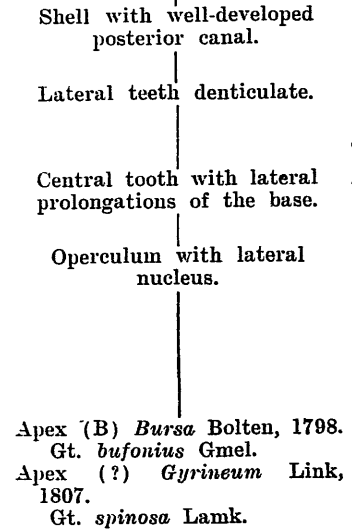 Shell with well-developed
posterior canal.
Lateral teeth denticulate.
Central tooth with lateral
prolongations of the base.
Operculum with lateral
nucleus.
Apex (B) Bursa Bolten, 1798.
Gt. bufonius Gmel.
Apex (?) Gyrineum Link,
1807.
Gt. spinosa Lamk.